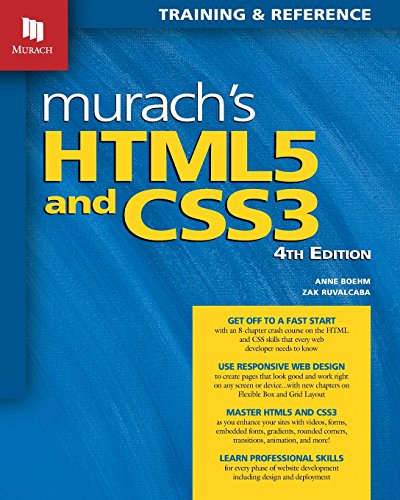 TRAINING & REFERENCE
MURACH
murach's
HTML5
and CSS3
4TH EDITION
ANNE BOEHM
ZAK RUVALCABA
GET OFF TO A FAST START
with an 8-chapter crash course on the HTML
and CSS skills that every web
developer needs to know
USE RESPONSIVE WEB DESIGN
to create pages that look good and work right
on any screen or device...with new chapters on
Flexible Box and Grid Layout
MASTER HTML5 AND CSS3
as you enhance your sites with videos, forms,
embedded fonts, gradients, rounded corners,
transitions, animation, and more!
LEARN PROFESSIONAL SKILLS
for every phase of website development
including design and deployment